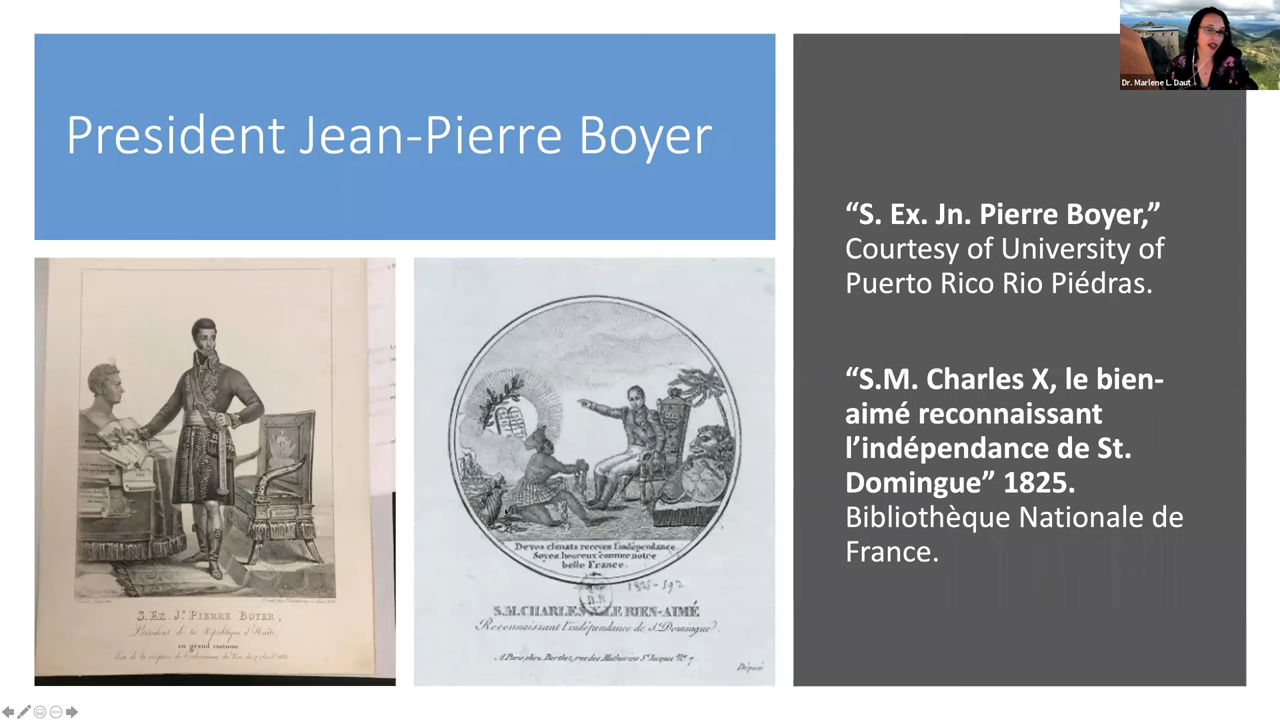 Dr. Marlene L. Daut
President Jean-Pierre Boyer
“S. Ex. Jn. Pierre Boyer,”
Courtesy of University of
Puerto Rico Rio Piédras.
“S.M. Charles X, le bien-
aimé reconnaissant
l’indépendance de St.
Domingue” 1825.
Bibliothèque Nationale de
France.
S. EX. Jn. PIERRE BOYER,
Président de la République d'Haïti,
en grand costume.
De vos climats recevez l'indépendance
Soyez heureux comme notre
belle France.
S.M. CHARLES X LE BIEN-AIMÉ
Reconnaissant l'indépendance de St. Domingue.
A Paris chez Berthet, rue des Mathurins St. Jacques
Déposé